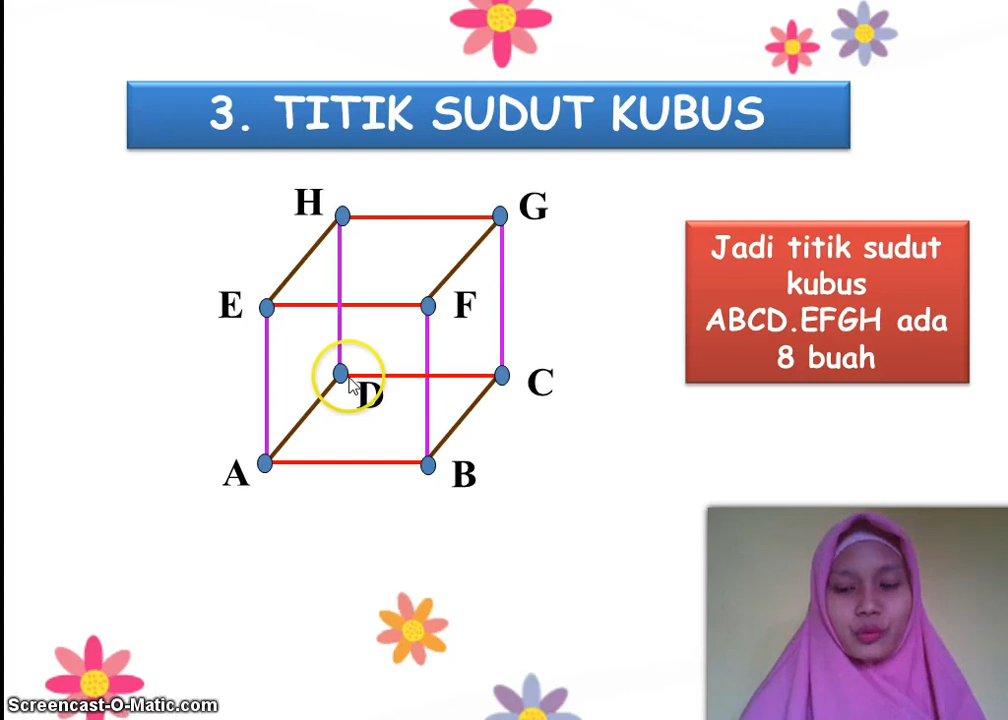 3. TITIK SUDUT KUBUS
H
G
E
F
Jadi titik sudut
kubus
ABCD.EFGH ada
8 buah
D
C
A
B
Screencast-O-Matic.com